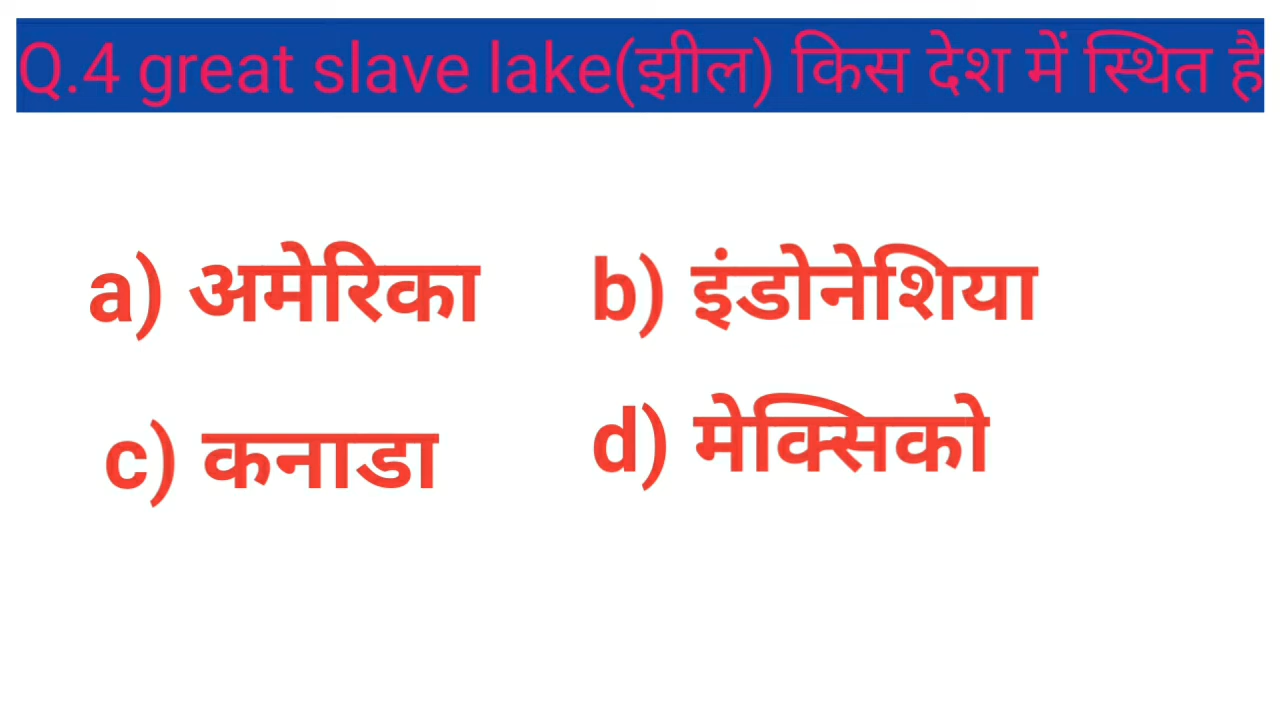 Q.4 great slave lake(झील) किस देश में स्थित है
a) अमेरिका b) इंडोनेशिया
c) कनाडा d) मेक्सिको